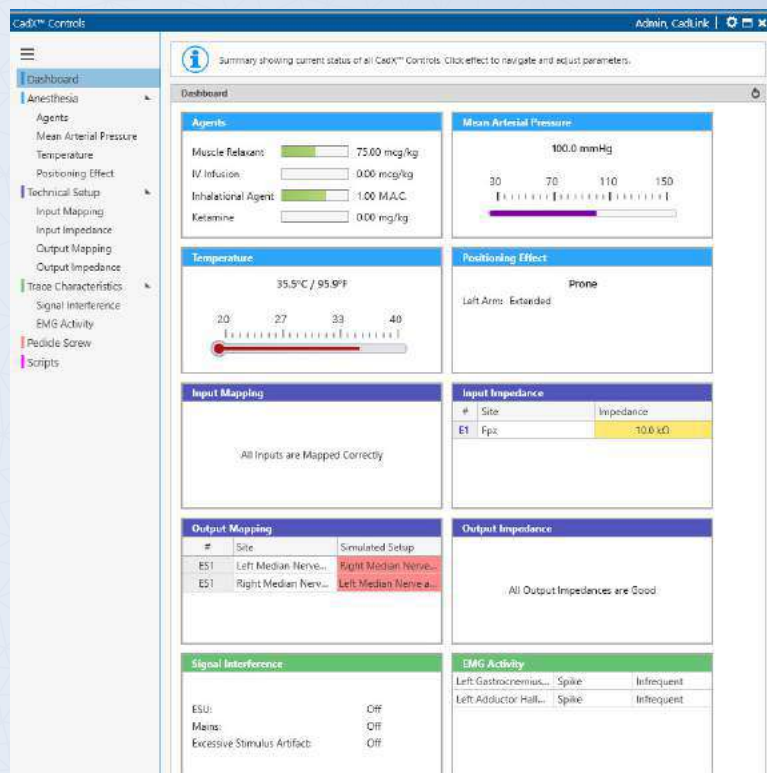 CadX™ Controls
Admin, CadLink
Summary showing current status of all CadX™ Controls. Click effect to navigate and adjust parameters.
Dashboard
Anesthesia
Agents
Mean Arterial Pressure
Temperature
Positioning Effect
Technical Setup
Input Mapping
Input Impedance
Output Mapping
Output Impedance
Trace Characteristics
Signal Interference
EMG Activity
Pedicle Screw
Scripts
Dashboard
Agents
Muscle Relaxant 75.00 mcg/kg
IV Infusion 0.00 mcg/kg
Inhalational Agent 1.00 M.A.C.
Ketamine 0.00 mg/kg
Mean Arterial Pressure
100.0 mmHg
30 70 110 150
Temperature
35.5°C / 95.9°F
20 27 33 40
Positioning Effect
Prone
Left Arm: Extended
Input Mapping
All Inputs are Mapped Correctly
Input Impedance
# Site Impedance
E1 Fpz 10.0 kΩ
Output Mapping
# Site Simulated Setup
ES1 Left Median Nerve... Right Median Nerve...
ES1 Right Median Nerv... Left Median Nerve a...
Output Impedance
All Output Impedances are Good
Signal Interference
ESU: Off
Mains: Off
Excessive Stimulus Artifact: Off
EMG Activity
Left Gastrocnemius... Spike Infrequent
Left Adductor Hall... Spike Infrequent